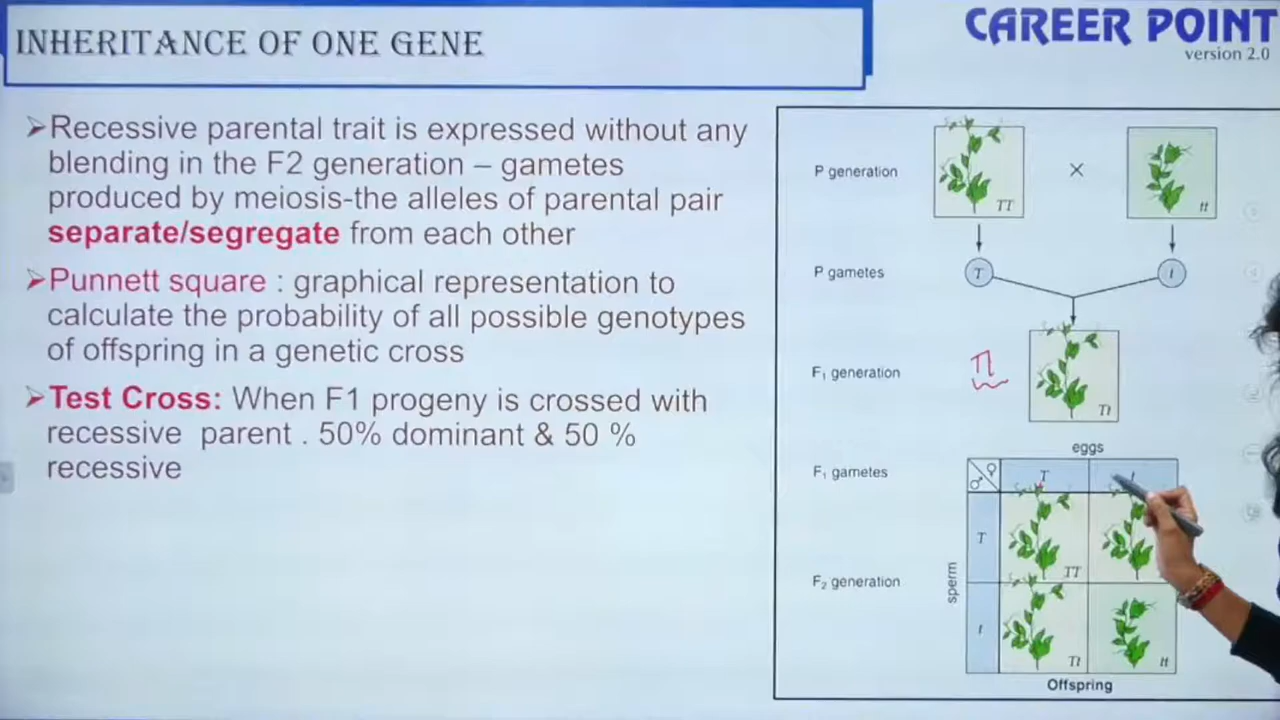 INHERITANCE OF ONE GENE
CAREER POINT
version 2.0
➢Recessive parental trait is expressed without any
blending in the F2 generation – gametes
produced by meiosis-the alleles of parental pair
separate/segregate from each other
➢Punnett square : graphical representation to
calculate the probability of all possible genotypes
of offspring in a genetic cross
➢Test Cross: When F1 progeny is crossed with
recessive parent . 50% dominant & 50 %
recessive
P generation
TT
×
tt
P gametes
T
t
F₁ generation
Tt
eggs
F₁ gametes
♂ ♀
T
T
TT
F₂ generation
sperm
t
Tt
tt
Offspring